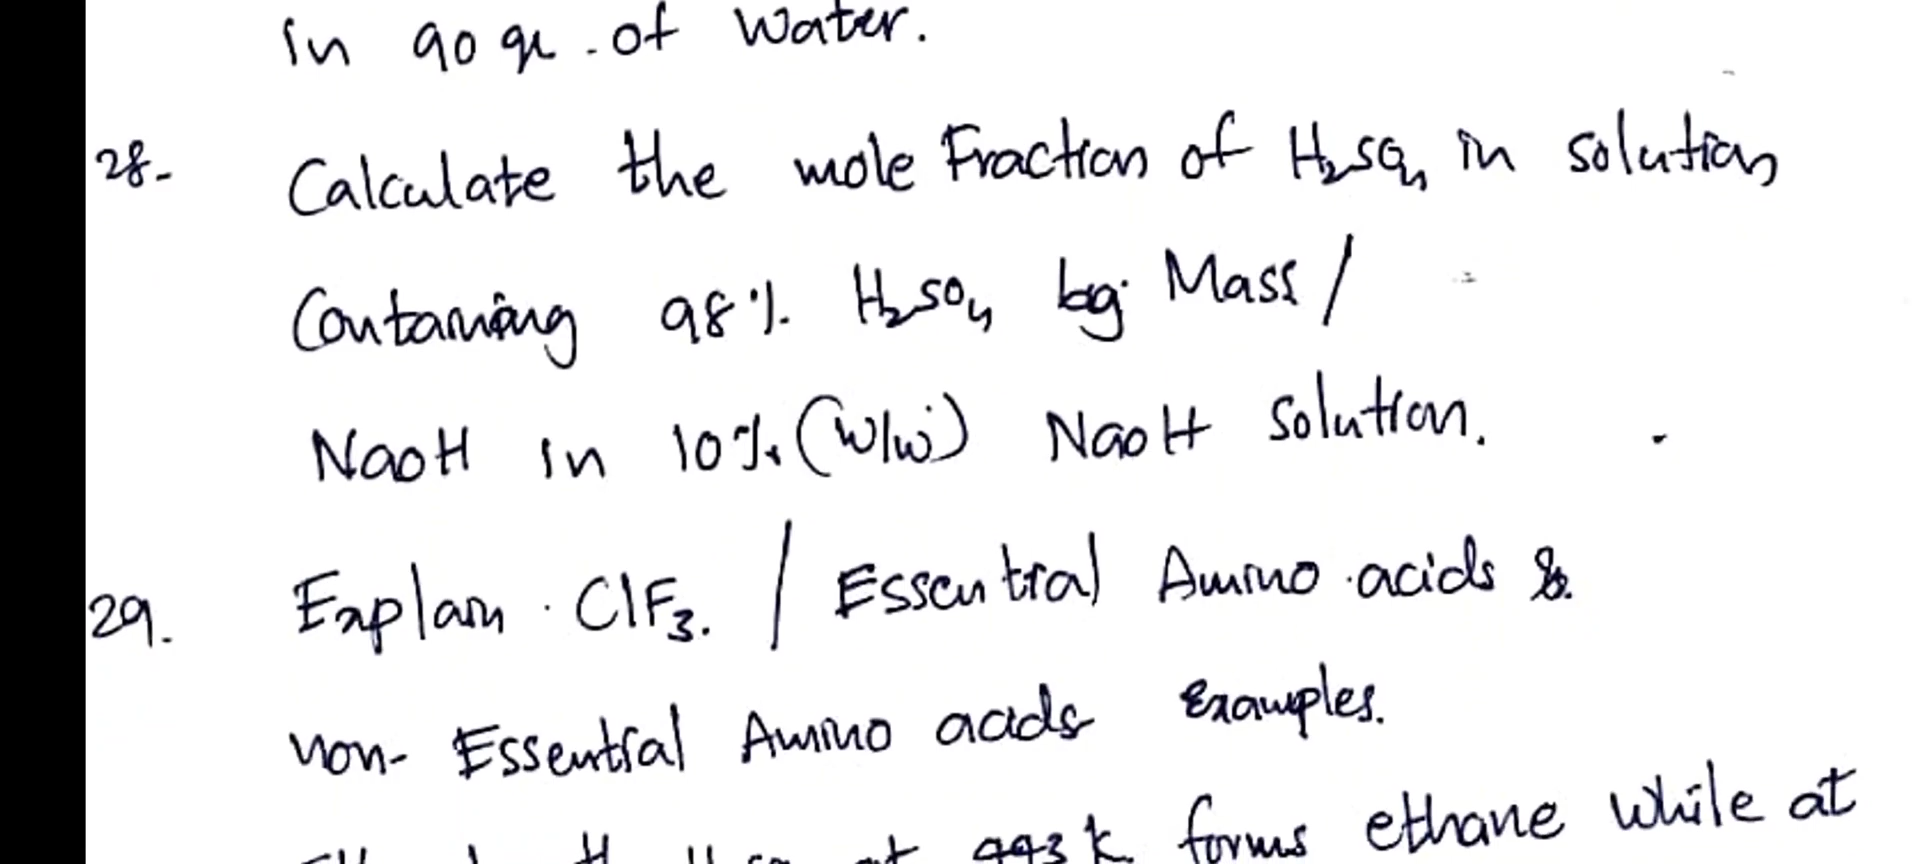 in 90 gr. of Water.
28. Calculate the mole Fraction of H₂SO₄ in solution
Containing 98% H₂SO₄ by Mass /
NaOH in 10% (W/W) NaOH solution.
29. Explain ClF₃. / Essential Amino acids &
non-Essential Amino acids Examples.
at 443 K forms ethane while at